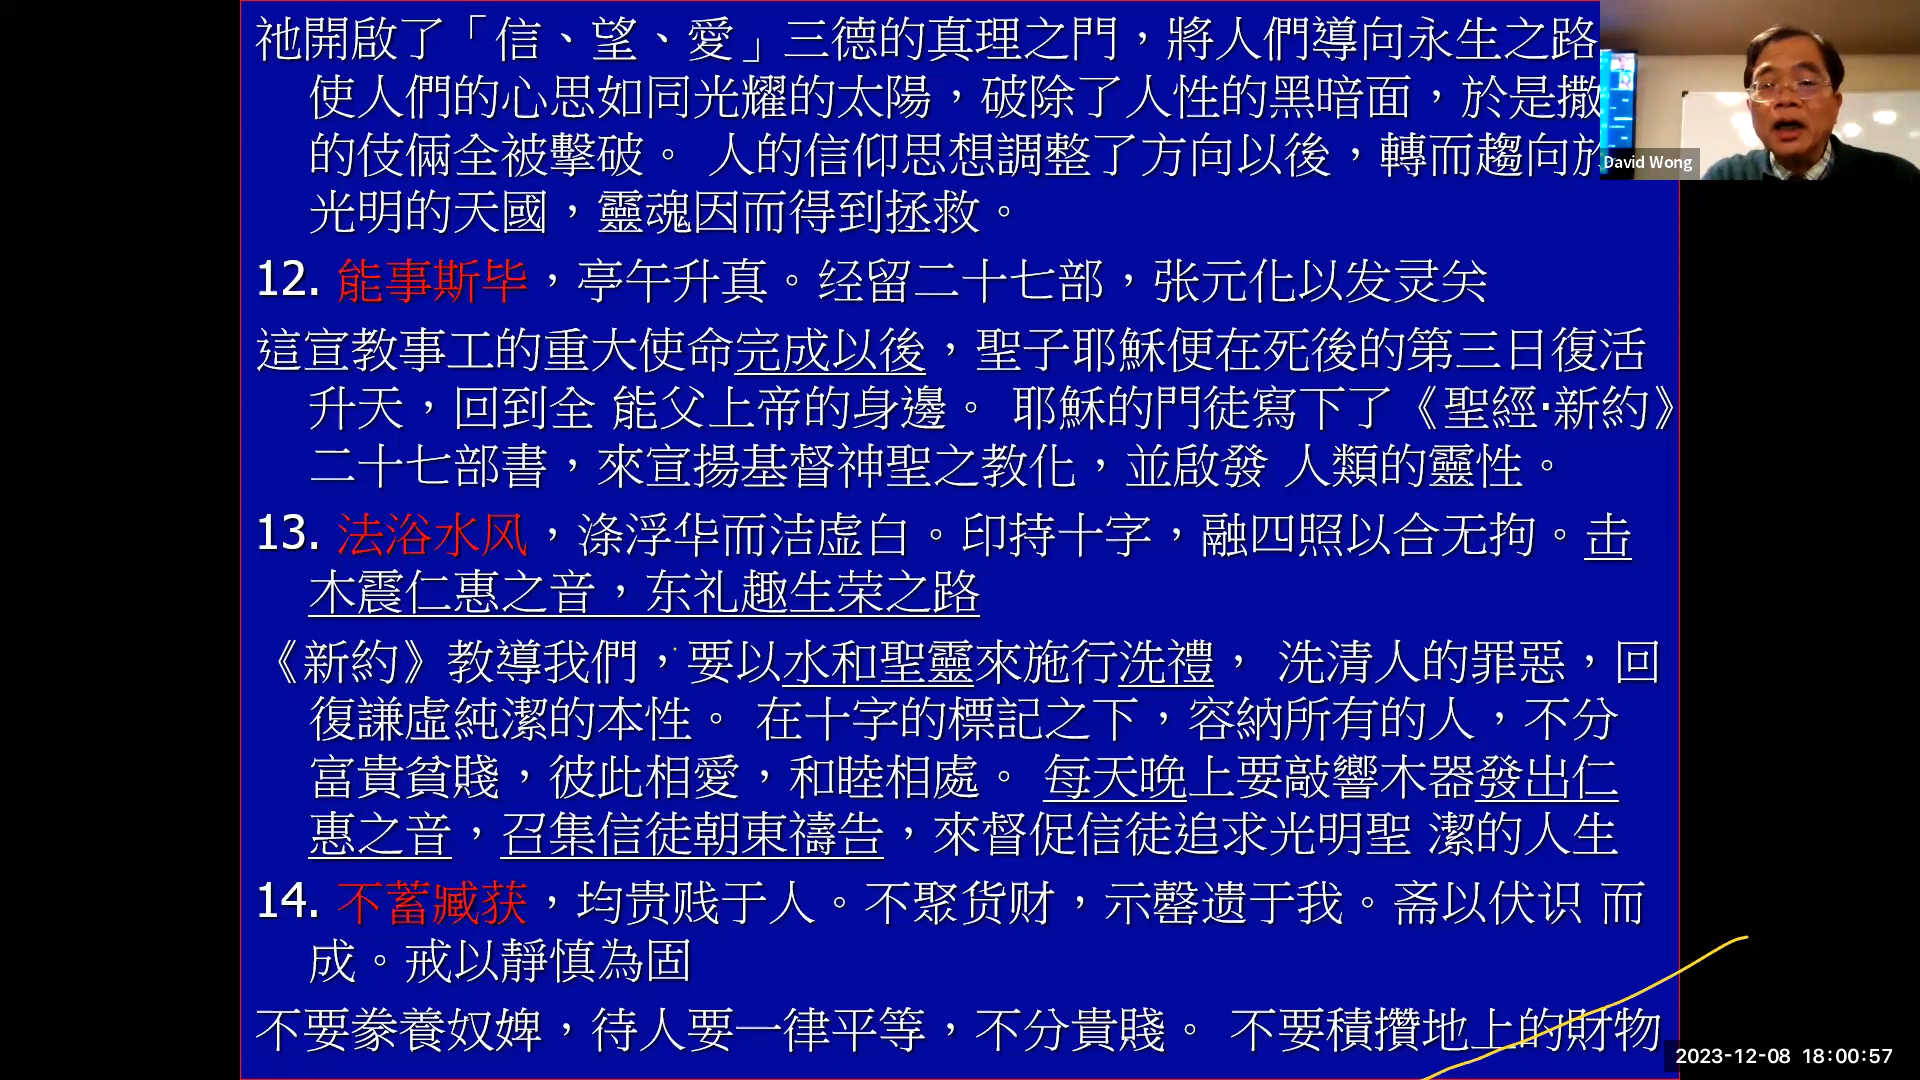 祂開啟了「信、望、愛」三德的真理之門，將人們導向永生之路
使人們的心思如同光耀的太陽，破除了人性的黑暗面，於是撒
的伎倆全被擊破。 人的信仰思想調整了方向以後，轉而趨向於
光明的天國，靈魂因而得到拯救。
12. 能事斯毕，亭午升真。经留二十七部，张元化以发灵关
這宣教事工的重大使命完成以後，聖子耶穌便在死後的第三日復活
升天，回到全 能父上帝的身邊。 耶穌的門徒寫下了《聖經·新約》
二十七部書，來宣揚基督神聖之教化，並啟發 人類的靈性。
13. 法浴水风，涤浮华而洁虚白。印持十字，融四照以合无拘。击
木震仁惠之音，东礼趣生荣之路
《新約》教導我們，要以水和聖靈來施行洗禮， 洗清人的罪惡，回
復謙虛純潔的本性。 在十字的標記之下，容納所有的人，不分
富貴貧賤，彼此相愛，和睦相處。 每天晚上要敲響木器發出仁
惠之音，召集信徒朝東禱告，來督促信徒追求光明聖 潔的人生
14. 不蓄臧获，均贵贱于人。不聚货财，示罄遗于我。斋以伏识 而
成。戒以靜慎為固
不要豢養奴婢，待人要一律平等，不分貴賤。 不要積攢地上的財物
David Wong
2023-12-08 18:00:57